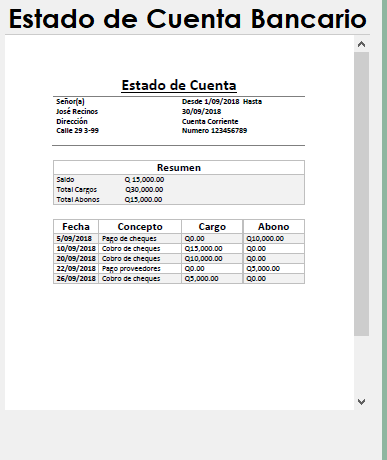 Estado de Cuenta Bancario
Estado de Cuenta
Señor(a) Desde 1/09/2018 Hasta
José Recinos 30/09/2018
Dirección Cuenta Corriente
Calle 29 3-99 Numero 123456789
Resumen
Saldo Q 15,000.00
Total Cargos Q30,000.00
Total Abonos Q15,000.00
Fecha Concepto Cargo Abono
5/09/2018 Pago de cheques Q0.00 Q10,000.00
10/09/2018 Cobro de cheques Q15,000.00 Q0.00
20/09/2018 Cobro de cheques Q10,000.00 Q0.00
22/09/2018 Pago proveedores Q0.00 Q5,000.00
26/09/2018 Cobro de cheques Q5,000.00 Q0.00